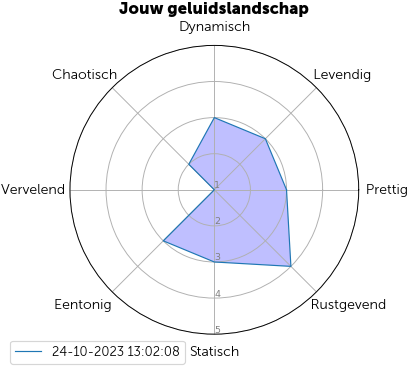 Jouw geluidslandschap
Dynamisch
Chaotisch
Levendig
Vervelend
1
Prettig
2
3
Eentonig
4
Rustgevend
5
24-10-2023 13:02:08
Statisch